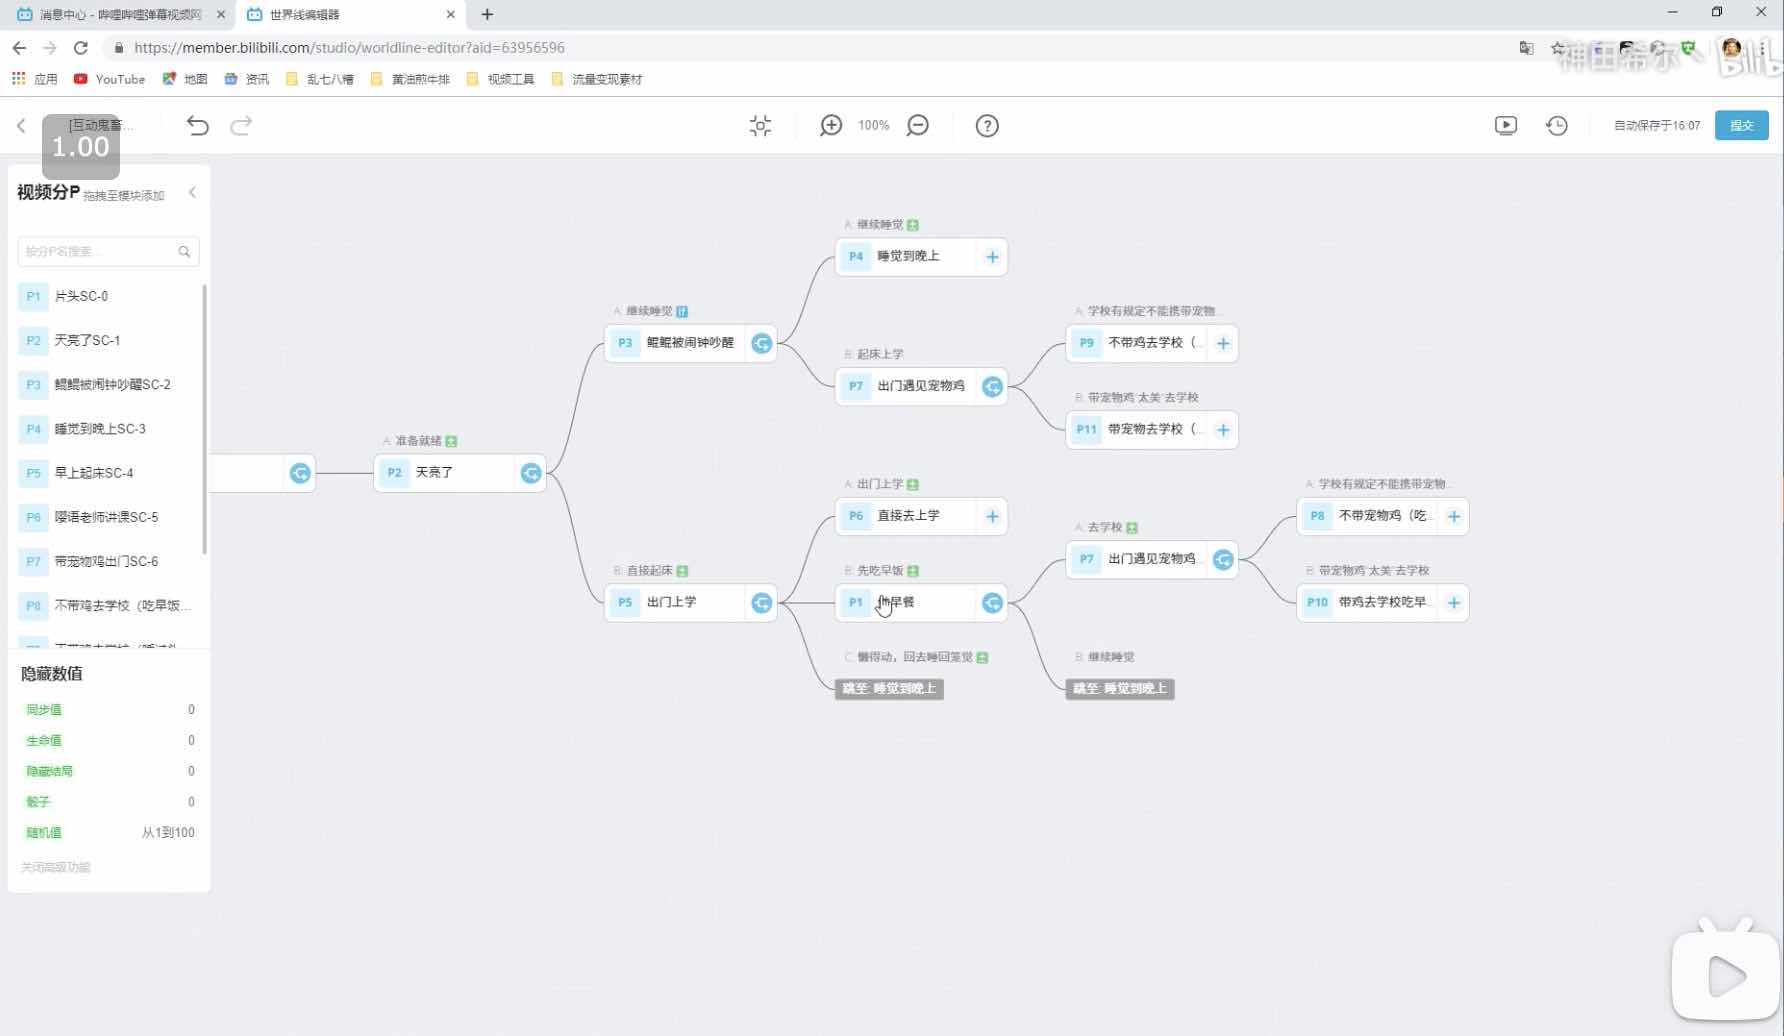 消息中心 - 哔哩哔哩弹幕视频网
世界线编辑器
https://member.bilibili.com/studio/worldline-editor?aid=63956596
应用
YouTube
地图
资讯
乱七八糟
黄油煎牛排
视频工具
流量变现素材
神田希尔丶
bilibili
[互动鬼畜...
1.00
100%
自动保存于16:07
提交
视频分P 拖拽至模块添加
按分P名搜索...
P1 片头SC-0
P2 天亮了SC-1
P3 鲲鲲被闹钟吵醒SC-2
P4 睡觉到晚上SC-3
P5 早上起床SC-4
P6 嘤语老师讲课SC-5
P7 带宠物鸡出门SC-6
P8 不带鸡去学校（吃早饭...
隐藏数值
同步值 0
生命值 0
隐藏结局 0
骰子 0
随机值 从1到100
关闭高级功能
A: 准备就绪
P2 天亮了
A: 继续睡觉
P3 鲲鲲被闹钟吵醒
B: 直接起床
P5 出门上学
A: 继续睡觉
P4 睡觉到晚上
B: 起床上学
P7 出门遇见宠物鸡
A: 出门上学
P6 直接去上学
B: 先吃早饭
P1 早餐
C: 懒得动，回去睡回笼觉
跳至: 睡觉到晚上
A: 学校有规定不能携带宠物...
P9 不带鸡去学校（...
B: 带宠物鸡‘太美’去学校
P11 带宠物去学校（...
A: 去学校
P7 出门遇见宠物鸡...
B: 继续睡觉
跳至: 睡觉到晚上
A: 学校有规定不能携带宠物...
P8 不带宠物鸡（吃...
B: 带宠物鸡‘太美’去学校
P10 带鸡去学校吃早...